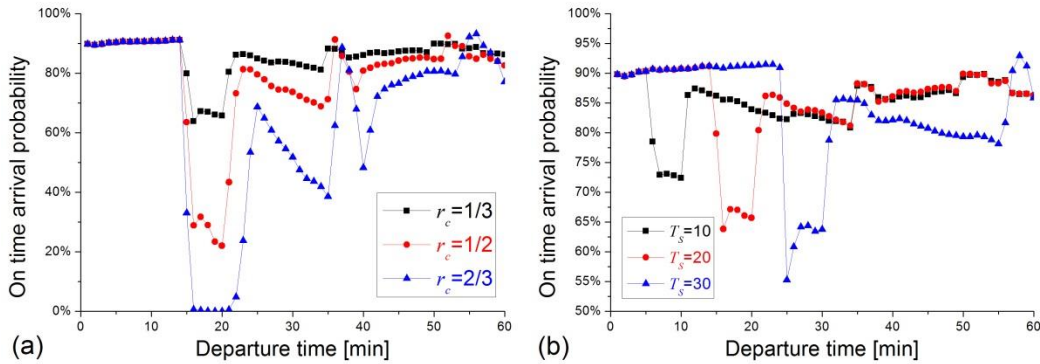 100%
80%
60%
40%
20%
0%
0
10
20
30
40
50
60
On time arrival probability
Departure time [min]
r_c=1/3
r_c=1/2
r_c=2/3
(a)
100%
95%
90%
85%
80%
75%
70%
65%
60%
55%
50%
0
10
20
30
40
50
60
On time arrival probability
Departure time [min]
T_S=10
T_S=20
T_S=30
(b)